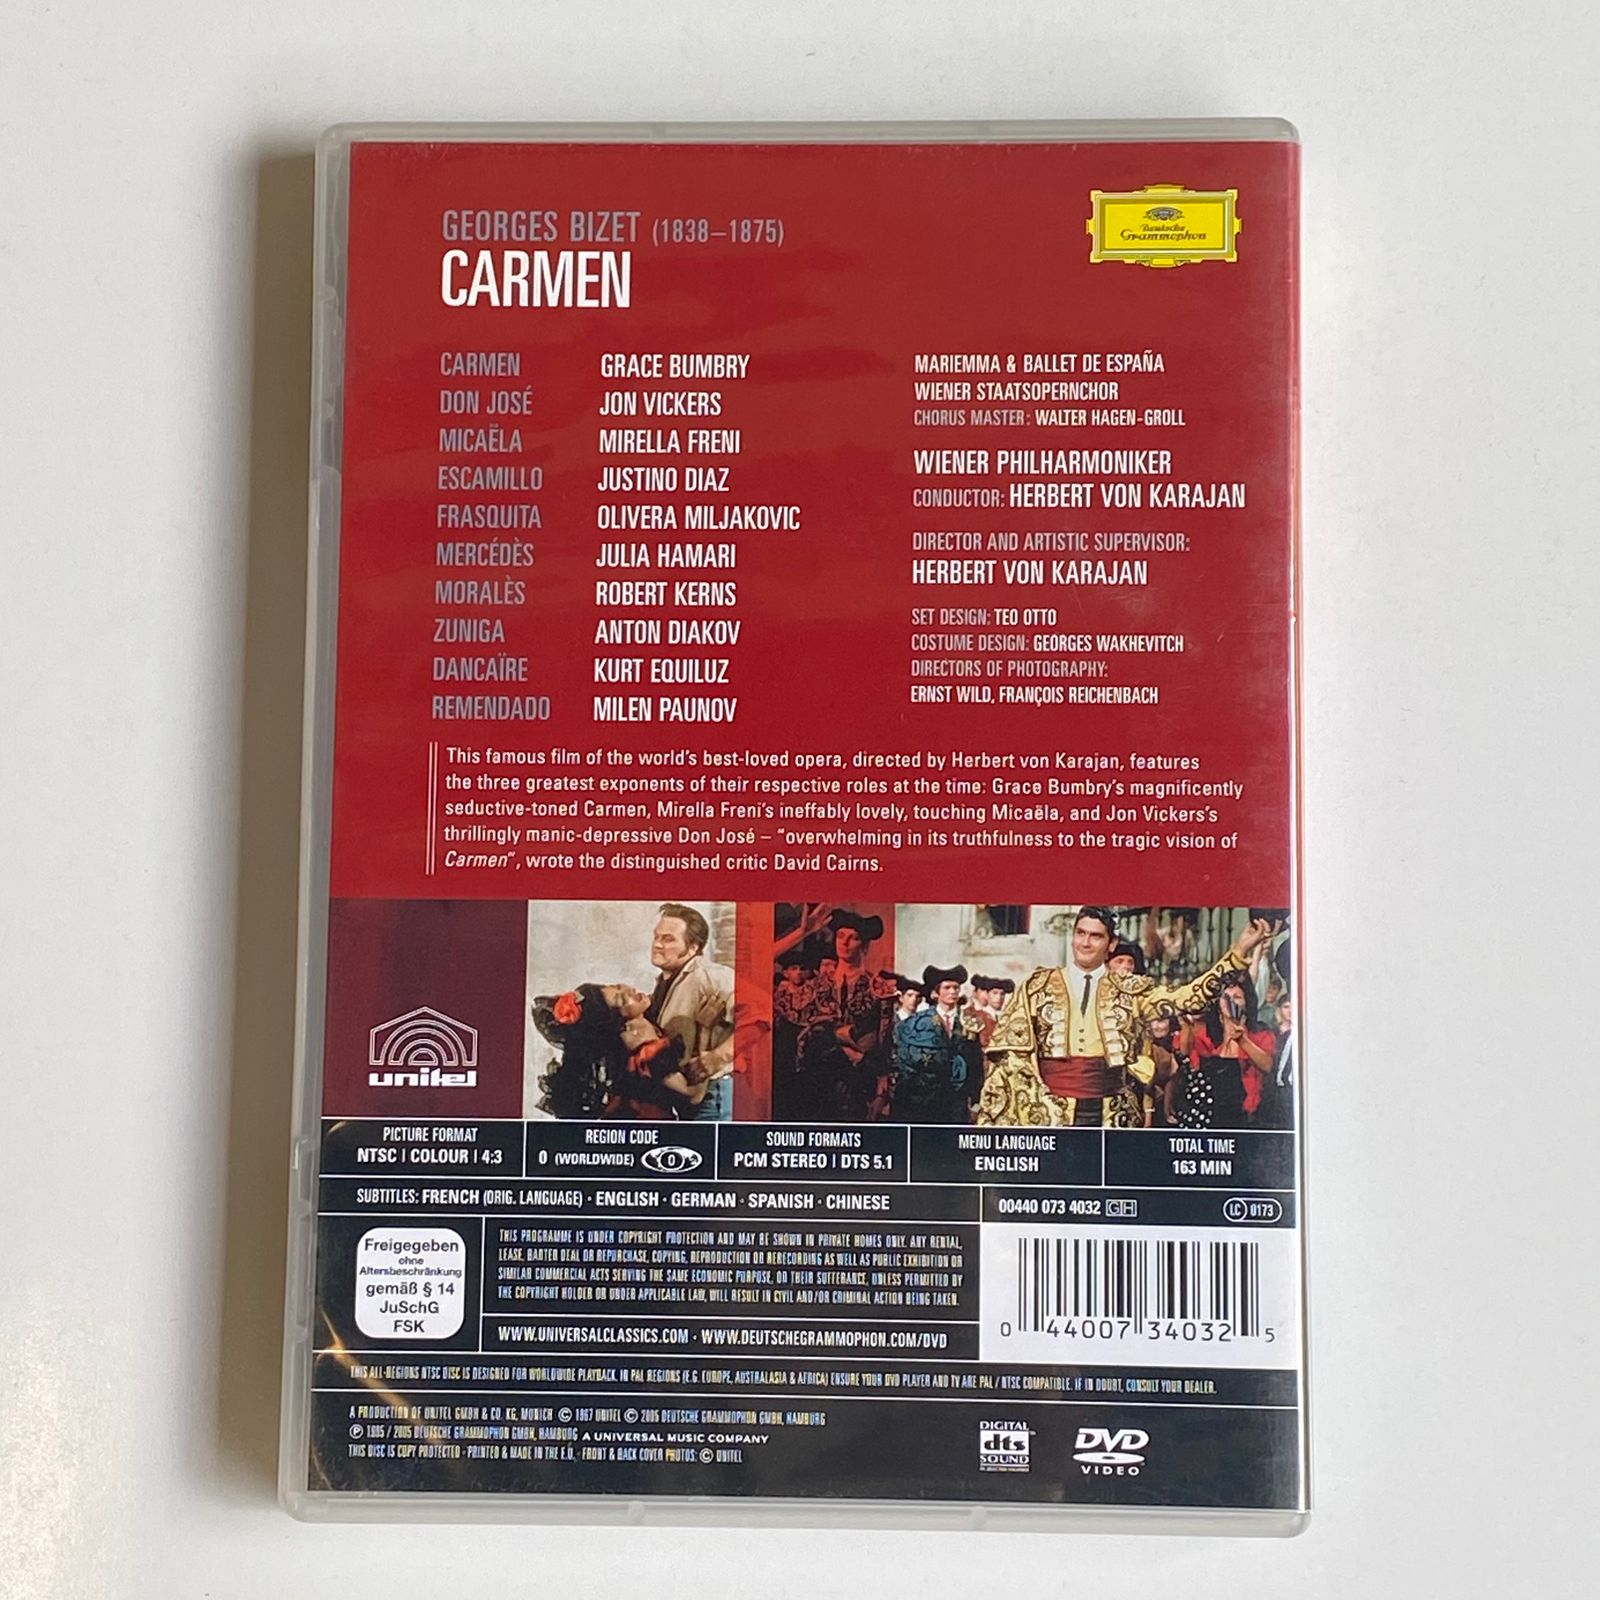 GEORGES BIZET (1838–1875)
CARMEN
Deutsche
Grammophon
CARMEN GRACE BUMBRY
DON JOSÉ JON VICKERS
MICAËLA MIRELLA FRENI
ESCAMILLO JUSTINO DIAZ
FRASQUITA OLIVERA MILJAKOVIC
MERCÉDÈS JULIA HAMARI
MORALÈS ROBERT KERNS
ZUNIGA ANTON DIAKOV
DANCAÏRE KURT EQUILUZ
REMENDADO MILEN PAUNOV
MARIEMMA & BALLET DE ESPAÑA
WIENER STAATSOPERNCHOR
CHORUS MASTER: WALTER HAGEN-GROLL
WIENER PHILHARMONIKER
CONDUCTOR: HERBERT VON KARAJAN
DIRECTOR AND ARTISTIC SUPERVISOR:
HERBERT VON KARAJAN
SET DESIGN: TEO OTTO
COSTUME DESIGN: GEORGES WAKHEVITCH
DIRECTORS OF PHOTOGRAPHY:
ERNST WILD, FRANÇOIS REICHENBACH
This famous film of the world's best-loved opera, directed by Herbert von Karajan, features
the three greatest exponents of their respective roles at the time: Grace Bumbry's magnificently
seductive-toned Carmen, Mirella Freni's ineffably lovely, touching Micaëla, and Jon Vickers's
thrillingly manic-depressive Don José – "overwhelming in its truthfulness to the tragic vision of
Carmen", wrote the distinguished critic David Cairns.
unitel
PICTURE FORMAT
NTSC | COLOUR | 4:3
REGION CODE
0 (WORLDWIDE) 0
SOUND FORMATS
PCM STEREO | DTS 5.1
MENU LANGUAGE
ENGLISH
TOTAL TIME
163 MIN
SUBTITLES: FRENCH (ORIG. LANGUAGE) · ENGLISH · GERMAN · SPANISH · CHINESE
00440 073 4032 GH
LC 0173
Freigegeben
ohne
Altersbeschränkung
gemäß § 14
JuSchG
FSK
THIS PROGRAMME IS UNDER COPYRIGHT PROTECTION AND MAY BE SHOWN IN PRIVATE HOMES ONLY. ANY RENTAL,
LEASE, BARTER DEAL OR REPURCHASE, COPYING, REPRODUCTION OR RERECORDING AS WELL AS PUBLIC EXHIBITION OR
SIMILAR COMMERCIAL ACTS SERVING THE SAME ECONOMIC PURPOSE, OR THEIR SUFFERANCE, UNLESS PERMITTED BY
THE COPYRIGHT HOLDER OR UNDER APPLICABLE LAW, WILL RESULT IN CIVIL AND/OR CRIMINAL ACTION BEING TAKEN.
WWW.UNIVERSALCLASSICS.COM · WWW.DEUTSCHEGRAMMOPHON.COM/DVD
0 44007 34032 5
THIS ALL-REGIONS NTSC DISC IS DESIGNED FOR WORLDWIDE PLAYBACK. IN PAL REGIONS (E.G. EUROPE, AUSTRALASIA & AFRICA) ENSURE YOUR DVD PLAYER AND TV ARE PAL / NTSC COMPATIBLE. IF IN DOUBT, CONSULT YOUR DEALER.
A PRODUCTION OF UNITEL GMBH & CO. KG, MUNICH © 1967 UNITEL © 2005 DEUTSCHE GRAMMOPHON GMBH, HAMBURG
℗ 1995 / 2005 DEUTSCHE GRAMMOPHON GMBH, HAMBURG A UNIVERSAL MUSIC COMPANY
THIS DISC IS COPY PROTECTED · PRINTED & MADE IN THE E.U. · FRONT & BACK COVER PHOTOS: © UNITEL
DIGITAL
dts
SOUND
DVD
VIDEO